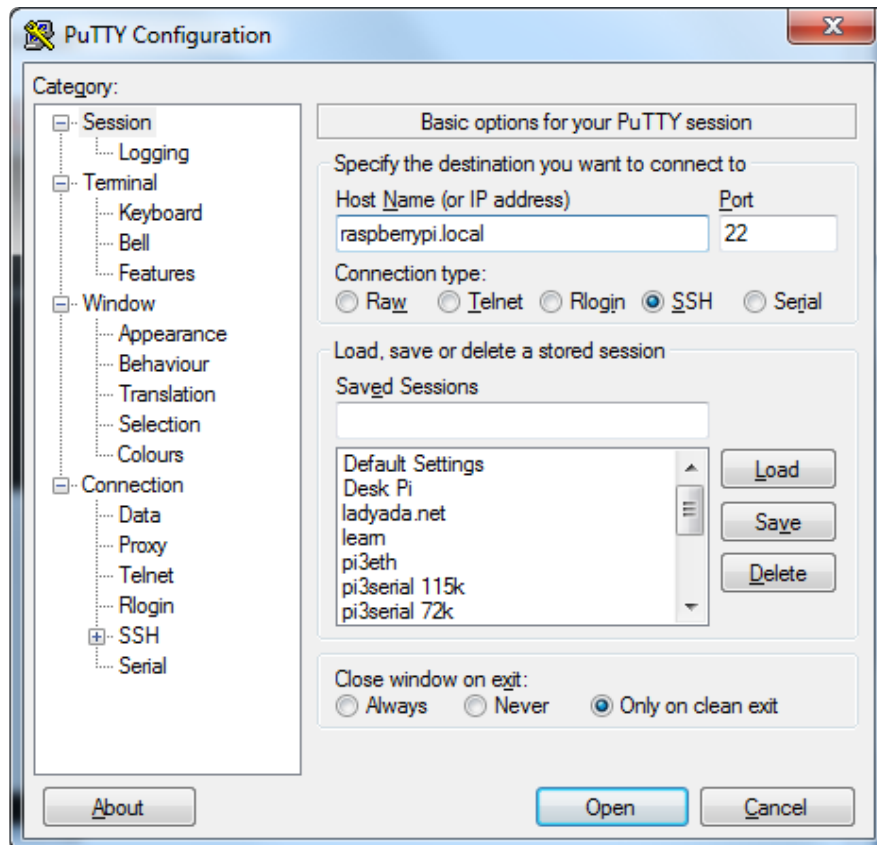 PuTTY Configuration
Category:
Session
Logging
Terminal
Keyboard
Bell
Features
Window
Appearance
Behaviour
Translation
Selection
Colours
Connection
Data
Proxy
Telnet
Rlogin
SSH
Serial
Basic options for your PuTTY session
Specify the destination you want to connect to
Host Name (or IP address) Port
raspberrypi.local 22
Connection type:
Raw Telnet Rlogin SSH Serial
Load, save or delete a stored session
Saved Sessions
Default Settings
Desk Pi
ladyada.net
learn
pi3eth
pi3serial 115k
pi3serial 72k
Load
Save
Delete
Close window on exit:
Always Never Only on clean exit
About Open Cancel